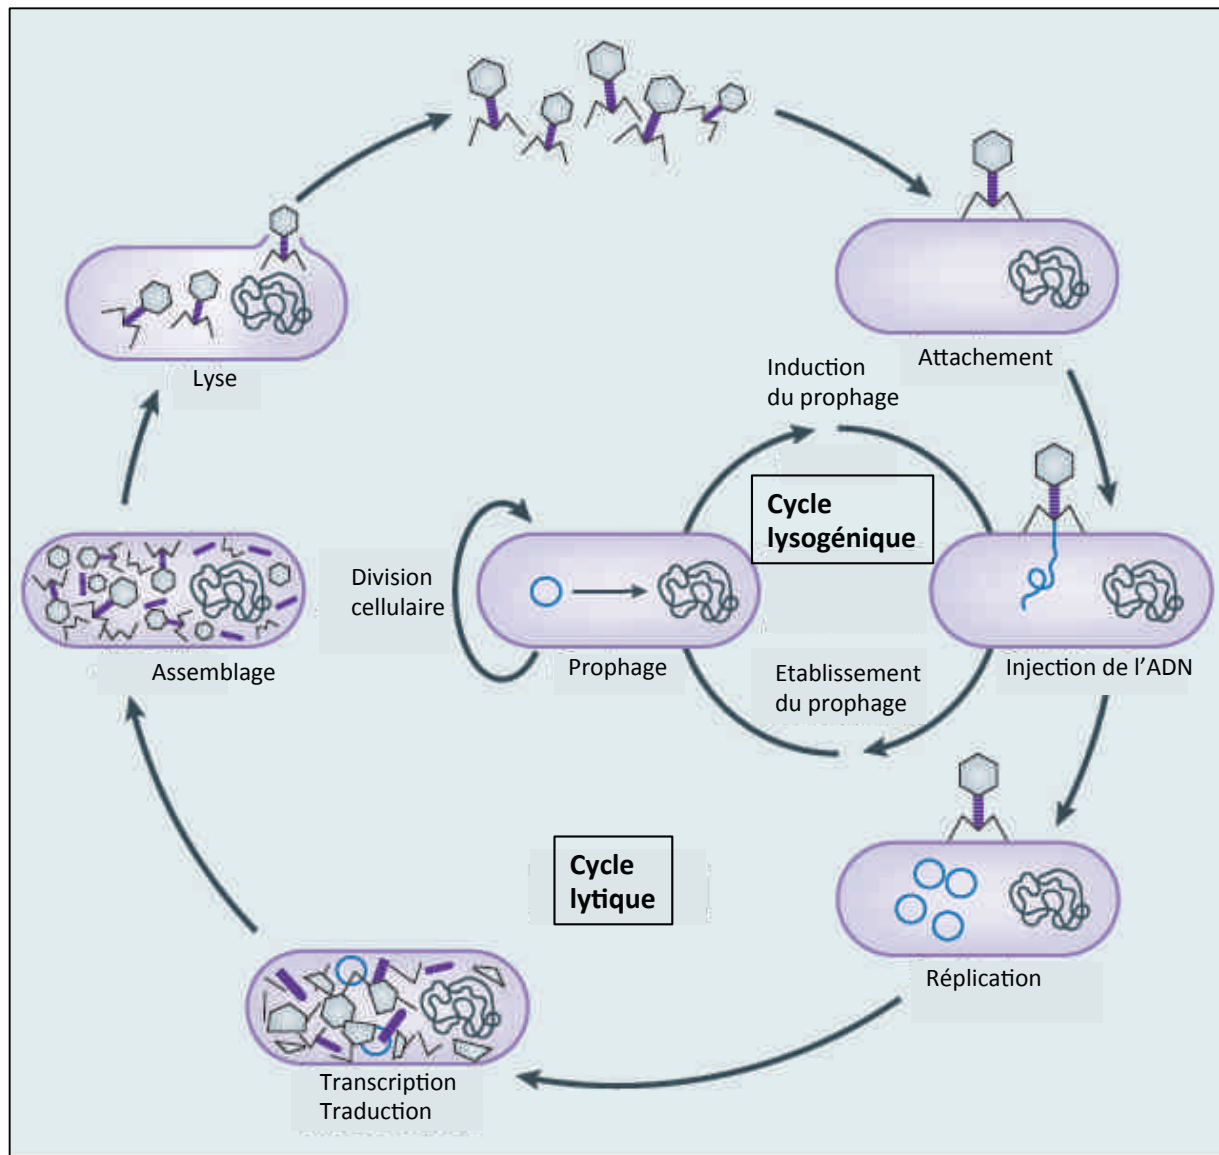 Lyse
Attachement
Induction
du prophage
Cycle
lysogénique
Division
cellulaire
Prophage
Etablissement
du prophage
Injection de l’ADN
Assemblage
Cycle
lytique
Réplication
Transcription
Traduction